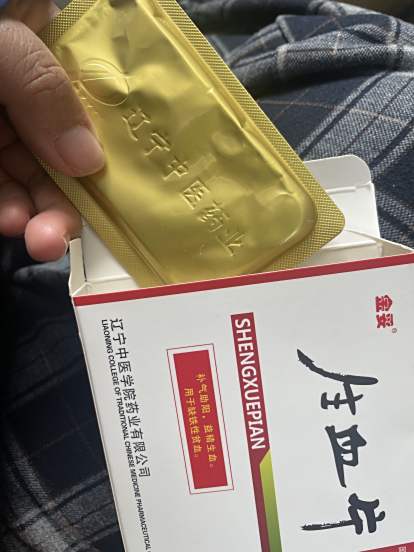 辽宁中医药业
金爻
生血片
SHENGXUEPIAN
补气助阳，益精生血。
用于缺铁性贫血。
辽宁中医学院药业有限公司
LIAONING COLLEGE OF TRADITIONAL CHINESE MEDICINE PHARMACEUTICAL